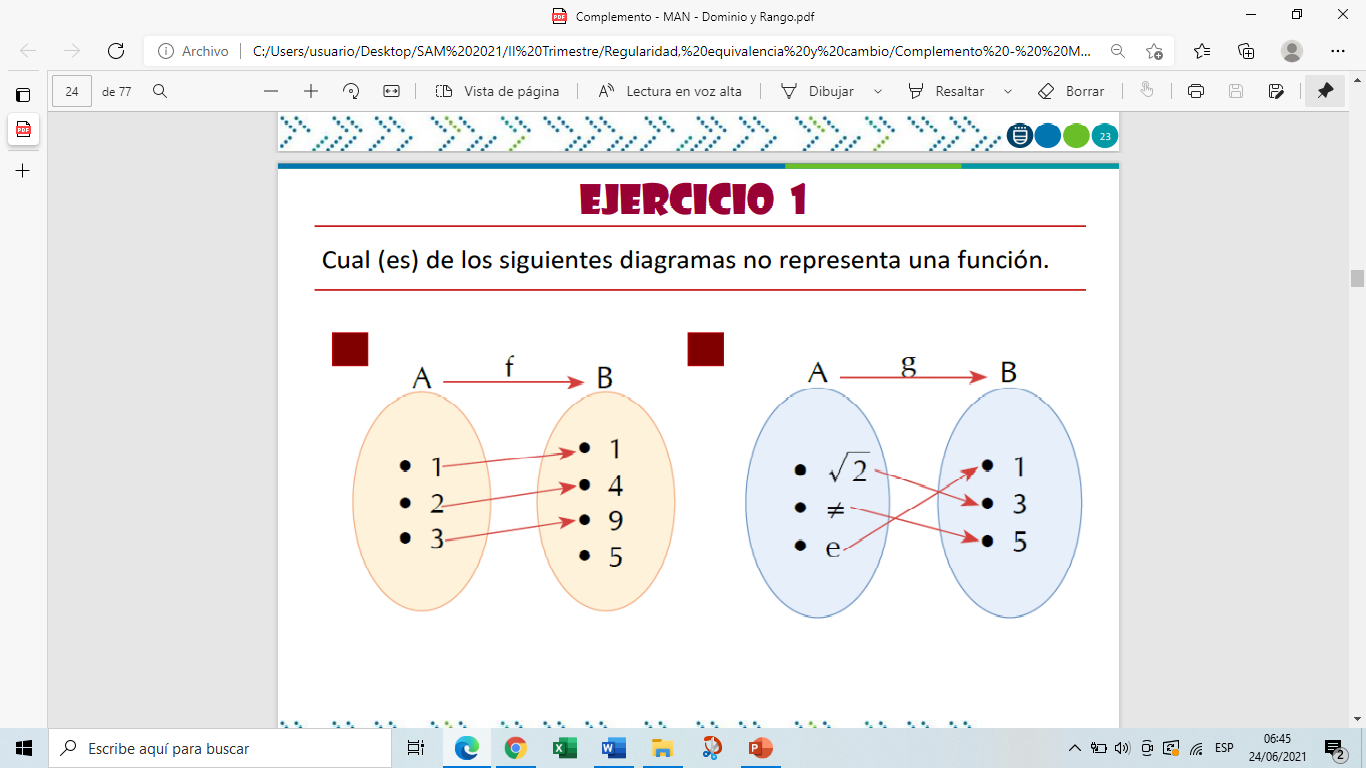 Complemento - MAN - Dominio y Rango.pdf
Archivo C:/Users/usuario/Desktop/SAM%202021/II%20Trimestre/Regularidad,%20equivalencia%20y%20cambio/Complemento%20-%20%20M...
24 de 77 Vista de página Lectura en voz alta Dibujar Resaltar Borrar
23
EJERCICIO 1
Cual (es) de los siguientes diagramas no representa una función.
A f B
1
2
3
1
4
9
5
A g B
√2
≠
e
1
3
5
Escribe aquí para buscar
ESP
06:45
24/06/2021
2